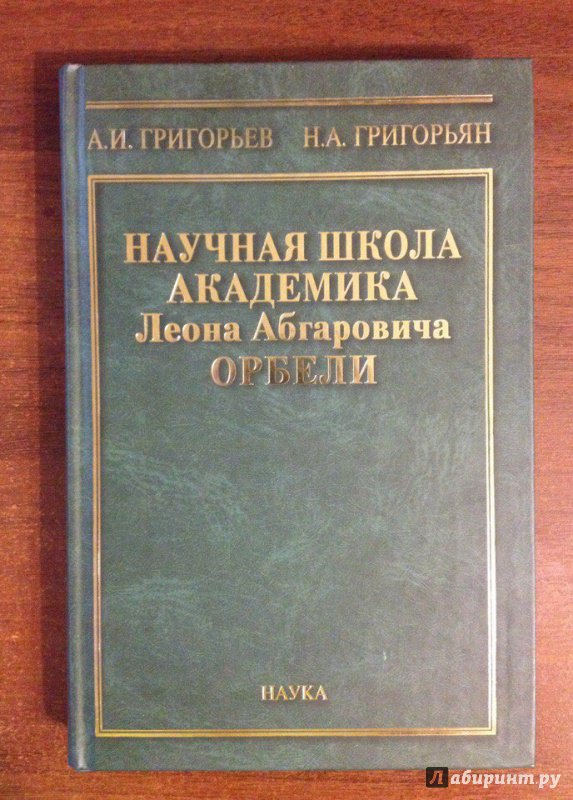 А.И. ГРИГОРЬЕВ Н.А. ГРИГОРЬЯН
НАУЧНАЯ ШКОЛА
АКАДЕМИКА
Леона Абгаровича
ОРБЕЛИ
НАУКА
Лабиринт.ру